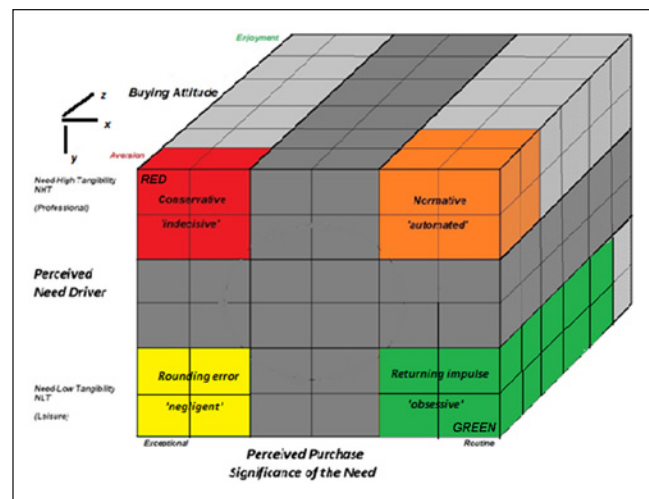 Enjoyment
Buying Attitude
z
x
y
Aversion
Need-High Tangibility
NHT
(Professional)
RED
Conservative
'indecisive'
Normative
'automated'
Perceived
Need Driver
Need-Low Tangibility
NLT
(Leisure)
Rounding error
'negligent'
Returning impulse
'obsessive'
GREEN
Exceptional
Routine
Perceived Purchase
Significance of the Need